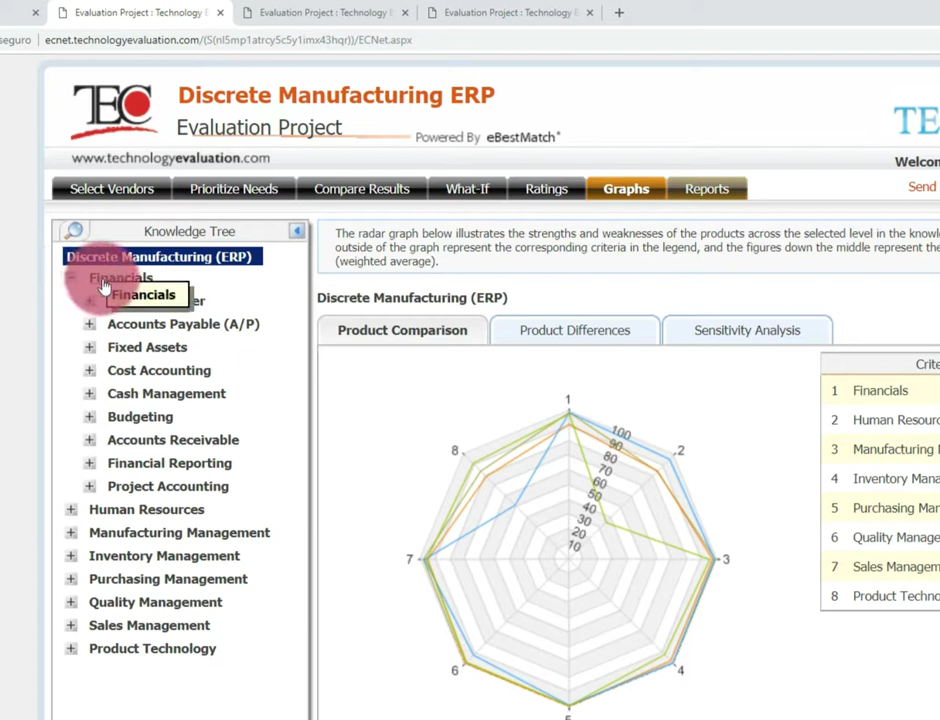 Evaluation Project : Technology E
Evaluation Project : Technology E
Evaluation Project : Technology E
seguro
ecnet.technologyevaluation.com/(S(nl5mp1atrcy5c5y1imx43hqr))/ECNet.aspx
TEC
Discrete Manufacturing ERP
Evaluation Project
Powered By eBestMatch
www.technologyevaluation.com
TE
Welcom
Send
Select Vendors
Prioritize Needs
Compare Results
What-If
Ratings
Graphs
Reports
Knowledge Tree
Discrete Manufacturing (ERP)
Financials
Financials
er
Accounts Payable (A/P)
Fixed Assets
Cost Accounting
Cash Management
Budgeting
Accounts Receivable
Financial Reporting
Project Accounting
Human Resources
Manufacturing Management
Inventory Management
Purchasing Management
Quality Management
Sales Management
Product Technology
The radar graph below illustrates the strengths and weaknesses of the products across the selected level in the know
outside of the graph represent the corresponding criteria in the legend, and the figures down the middle represent the
(weighted average).
Discrete Manufacturing (ERP)
Product Comparison
Product Differences
Sensitivity Analysis
1
2
3
4
5
6
7
8
100
90
80
70
60
50
40
30
20
10
Crite
1 Financials
2 Human Resourc
3 Manufacturing
4 Inventory Mana
5 Purchasing Mar
6 Quality Manage
7 Sales Managem
8 Product Techno